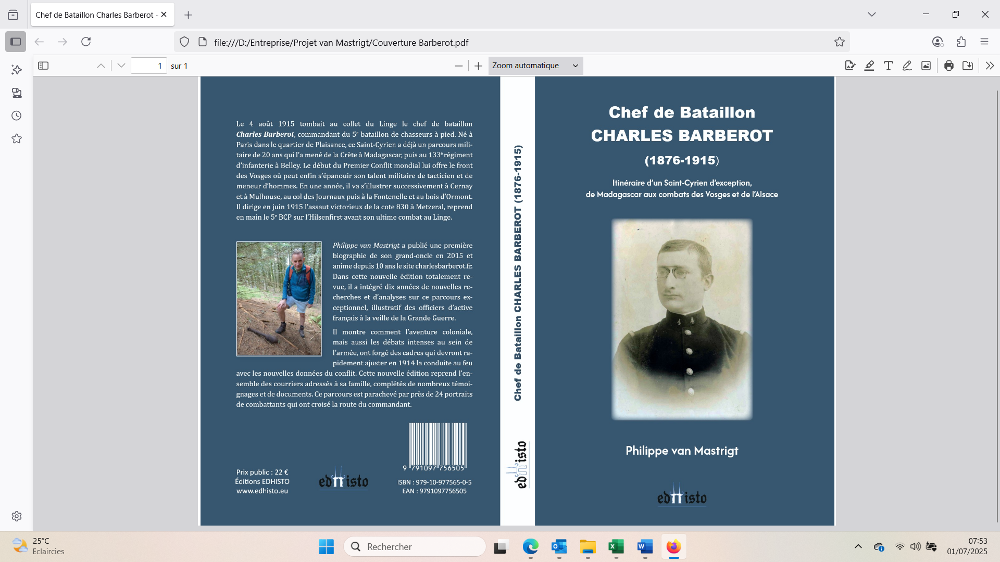 Chef de Bataillon Charles Barberot -
file:///D:/Entreprise/Projet van Mastrigt/Couverture Barberot.pdf
1 sur 1
Zoom automatique
Le 4 août 1915 tombait au collet du Linge le chef de bataillon
Charles Barberot, commandant du 5e bataillon de chasseurs à pied. Né à
Paris dans le quartier de Plaisance, ce Saint-Cyrien a déjà un parcours mili-
taire de 20 ans qui l'a mené de la Crète à Madagascar, puis au 133e régiment
d'infanterie à Belley. Le début du Premier Conflit mondial lui offre le front
des Vosges où peut enfin s'épanouir son talent militaire de tacticien et de
meneur d'hommes. En une année, il va s'illustrer successivement à Cernay
et à Mulhouse, au col des Journaux puis à la Fontenelle et au bois d'Ormont.
Il dirige en juin 1915 l'assaut victorieux de la cote 830 à Metzeral, reprend
en main le 5e BCP sur l'Hilsenfirst avant son ultime combat au Linge.
Philippe van Mastrigt a publié une première
biographie de son grand-oncle en 2015 et
anime depuis 10 ans le site charlesbarberot.fr.
Dans cette nouvelle édition totalement re-
vue, il a intégré dix années de nouvelles re-
cherches et d'analyses sur ce parcours ex-
ceptionnel, illustratif des officiers d'active
français à la veille de la Grande Guerre.
Il montre comment l'aventure coloniale,
mais aussi les débats intenses au sein de
l'armée, ont forgé des cadres qui devront ra-
pidement ajuster en 1914 la conduite au feu
avec les nouvelles données du conflit. Cette nouvelle édition reprend l'en-
semble des courriers adressés à sa famille, complétés de nombreux témoi-
gnages et de documents. Ce parcours est parachevé par près de 24 portraits
de combattants qui ont croisé la route du commandant.
Prix public : 22 €
Éditions EDHISTO
www.edhisto.eu
edHisto
9 791097 756505
ISBN : 979-10-977565-0-5
EAN : 9791097756505
Chef de Bataillon CHARLES BARBEROT (1876-1915)
edHisto
Chef de Bataillon
CHARLES BARBEROT
(1876-1915)
Itinéraire d'un Saint-Cyrien d'exception,
de Madagascar aux combats des Vosges et de l'Alsace
4 4
Philippe van Mastrigt
edHisto
25°C
Eclaircies
Rechercher
07:53
01/07/2025